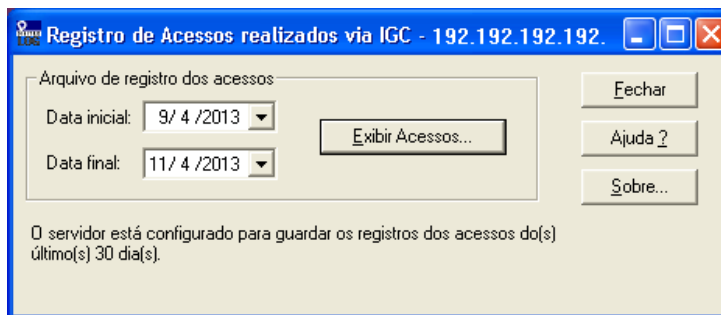 Registro de Acessos realizados via IGC - 192.192.192.192.
Arquivo de registro dos acessos
Data inicial: 9/ 4 /2013
Exibir Acessos...
Data final: 11/ 4 /2013
Fechar
Ajuda ?
Sobre...
O servidor está configurado para guardar os registros dos acessos do(s)
último(s) 30 dia(s).